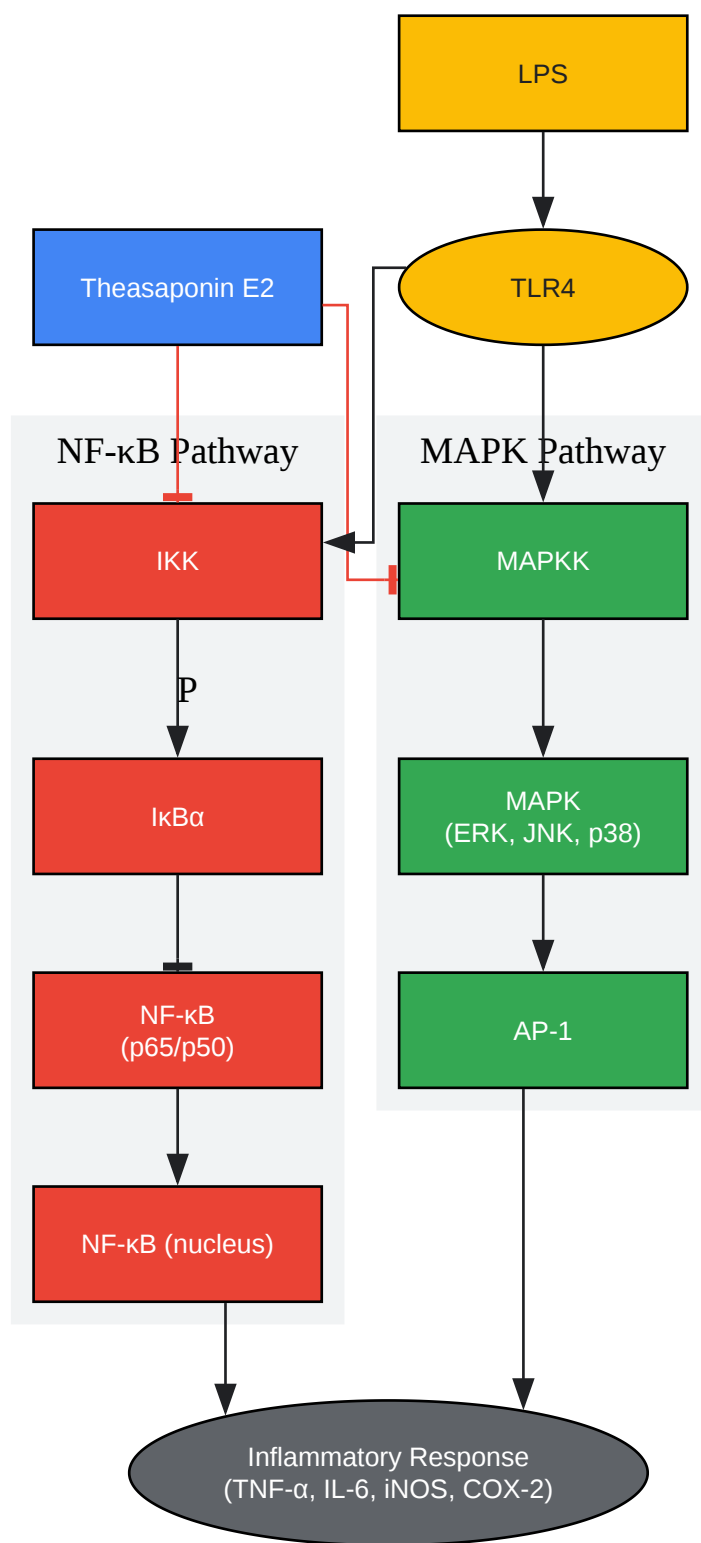 LPS
Theasaponin E2
TLR4
NF-κB Pathway
MAPK Pathway
IKK
MAPKK
P
IκBα
MAPK
(ERK, JNK, p38)
NF-κB
(p65/p50)
AP-1
NF-κB (nucleus)
Inflammatory Response
(TNF-α, IL-6, iNOS, COX-2)